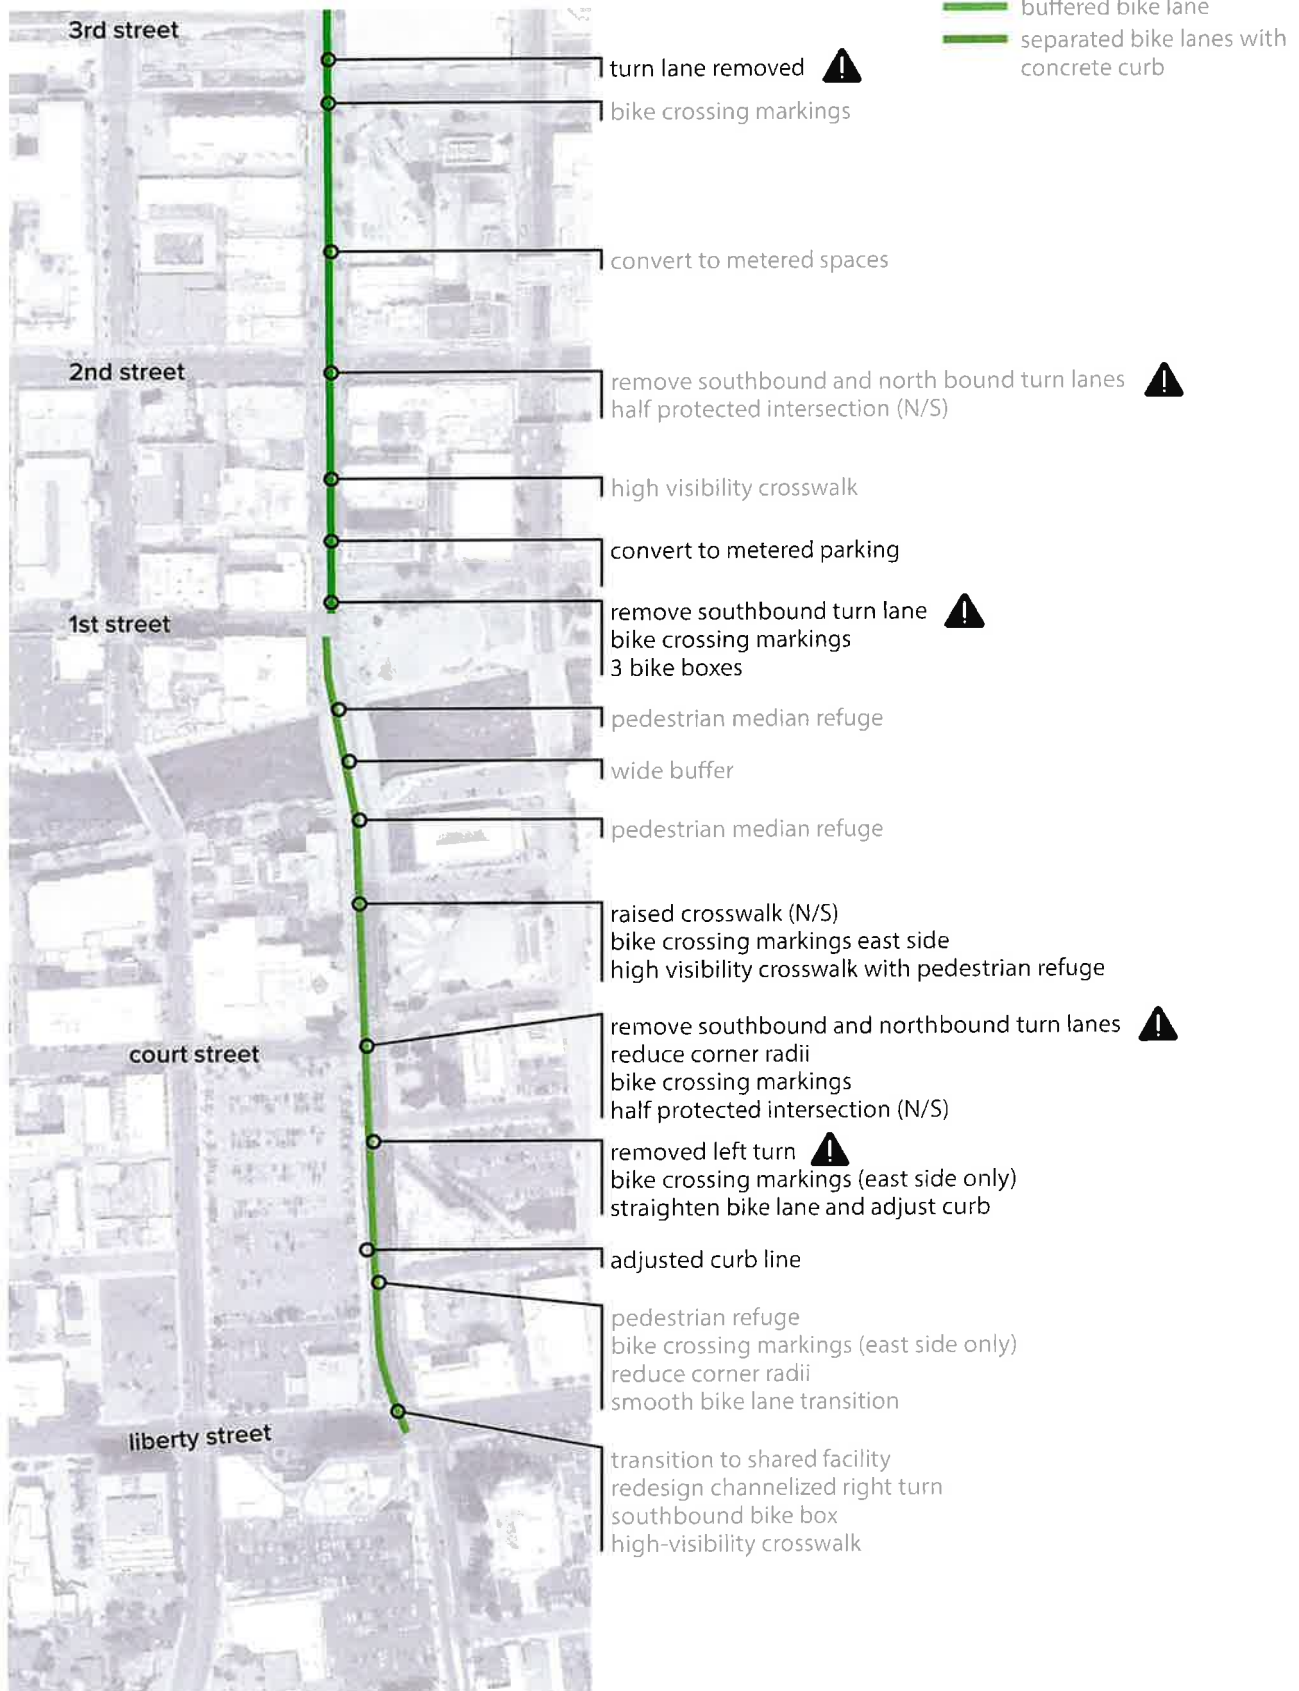 buffered bike lane
separated bike lanes with
concrete curb
3rd street
turn lane removed
bike crossing markings
convert to metered spaces
2nd street
remove southbound and north bound turn lanes
half protected intersection (N/S)
high visibility crosswalk
convert to metered parking
1st street
remove southbound turn lane
bike crossing markings
3 bike boxes
pedestrian median refuge
wide buffer
pedestrian median refuge
raised crosswalk (N/S)
bike crossing markings east side
high visibility crosswalk with pedestrian refuge
court street
remove southbound and northbound turn lanes
reduce corner radii
bike crossing markings
half protected intersection (N/S)
removed left turn
bike crossing markings (east side only)
straighten bike lane and adjust curb
adjusted curb line
pedestrian refuge
bike crossing markings (east side only)
reduce corner radii
smooth bike lane transition
liberty street
transition to shared facility
redesign channelized right turn
southbound bike box
high-visibility crosswalk